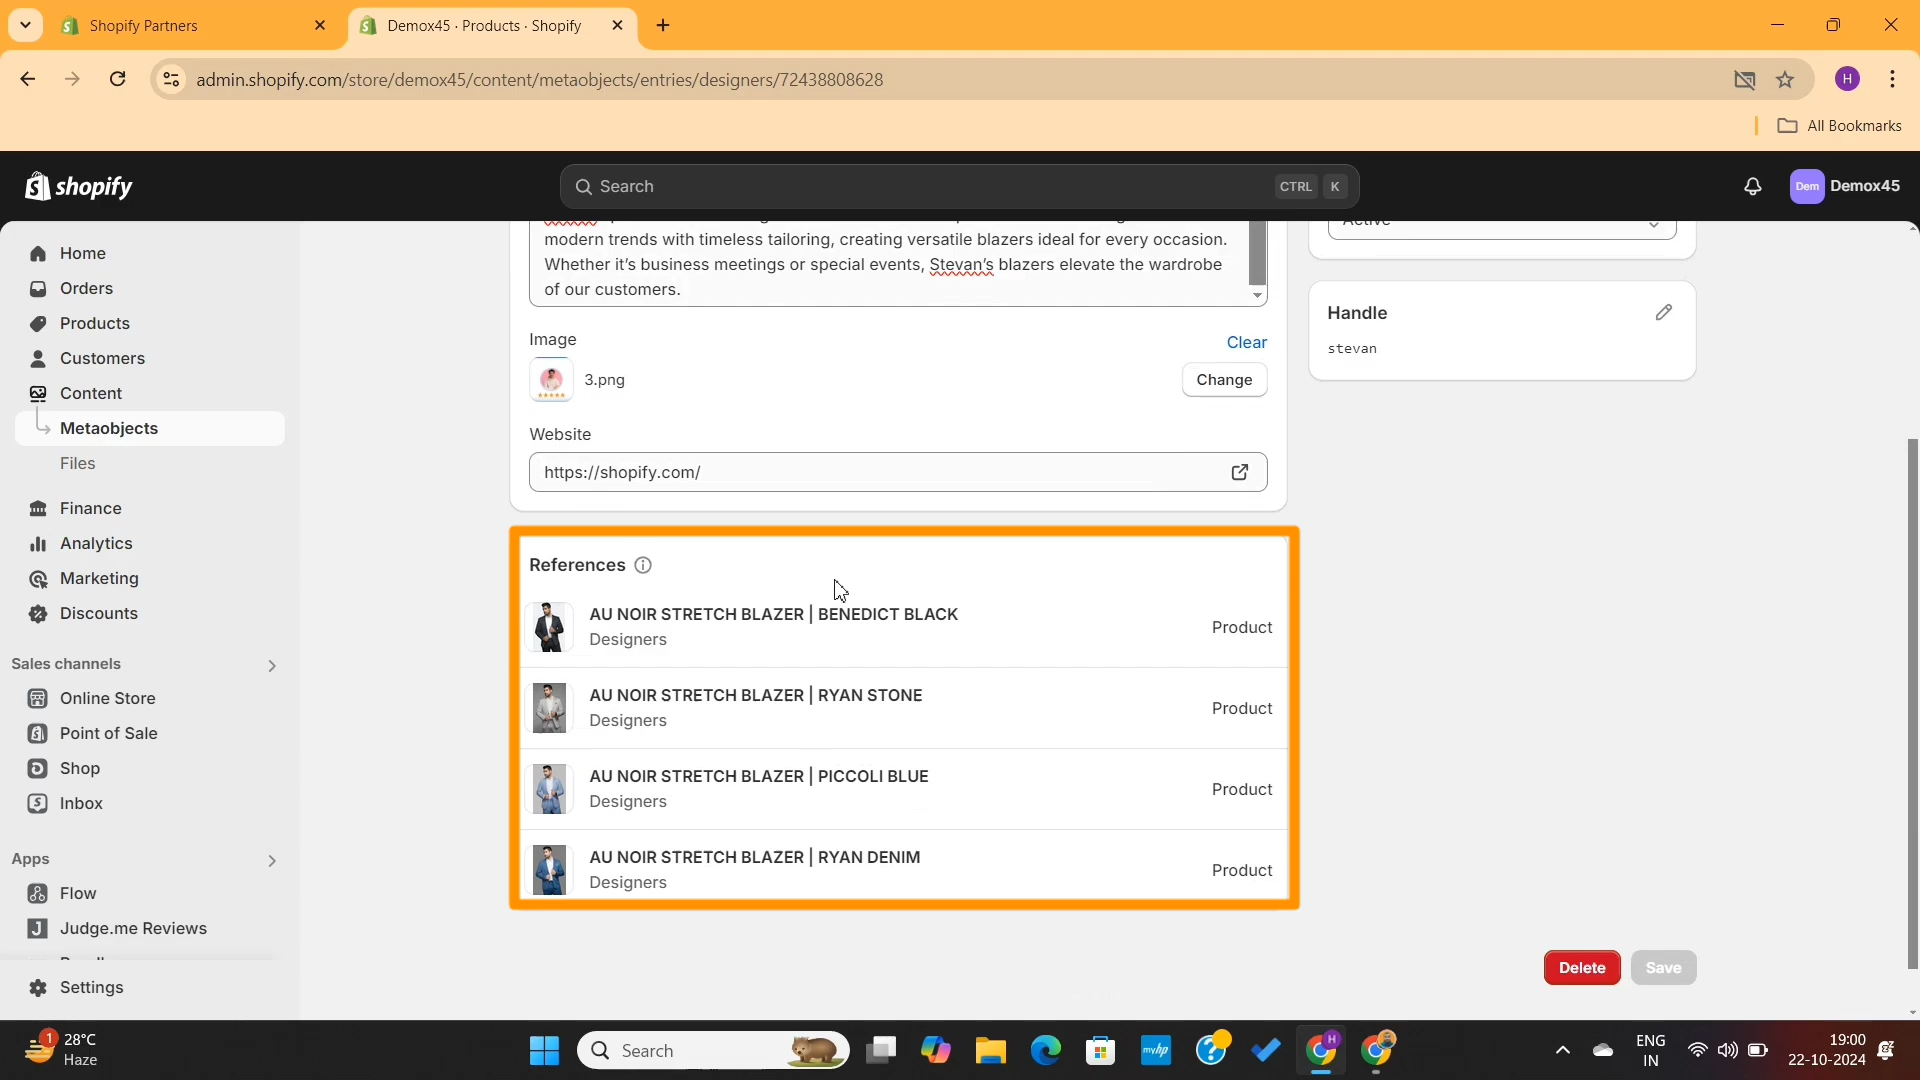 Shopify Partners
Demox45 · Products · Shopify
admin.shopify.com/store/demox45/content/metaobjects/entries/designers/72438808628
H
All Bookmarks
shopify
Search
CTRL K
Dem
Demox45
Home
Orders
Products
Customers
Content
Metaobjects
Files
Finance
Analytics
Marketing
Discounts
Sales channels
Online Store
Point of Sale
Shop
Inbox
Apps
Flow
Judge.me Reviews
Settings
modern trends with timeless tailoring, creating versatile blazers ideal for every occasion.
Whether it's business meetings or special events, Stevan's blazers elevate the wardrobe
of our customers.
Image
Clear
3.png
Change
Website
https://shopify.com/
References
AU NOIR STRETCH BLAZER | BENEDICT BLACK
Designers
Product
AU NOIR STRETCH BLAZER | RYAN STONE
Designers
Product
AU NOIR STRETCH BLAZER | PICCOLI BLUE
Designers
Product
AU NOIR STRETCH BLAZER | RYAN DENIM
Designers
Product
Active
Handle
stevan
Delete
Save
1
28°C
Haze
Search
myhp
H
ENG
IN
19:00
22-10-2024